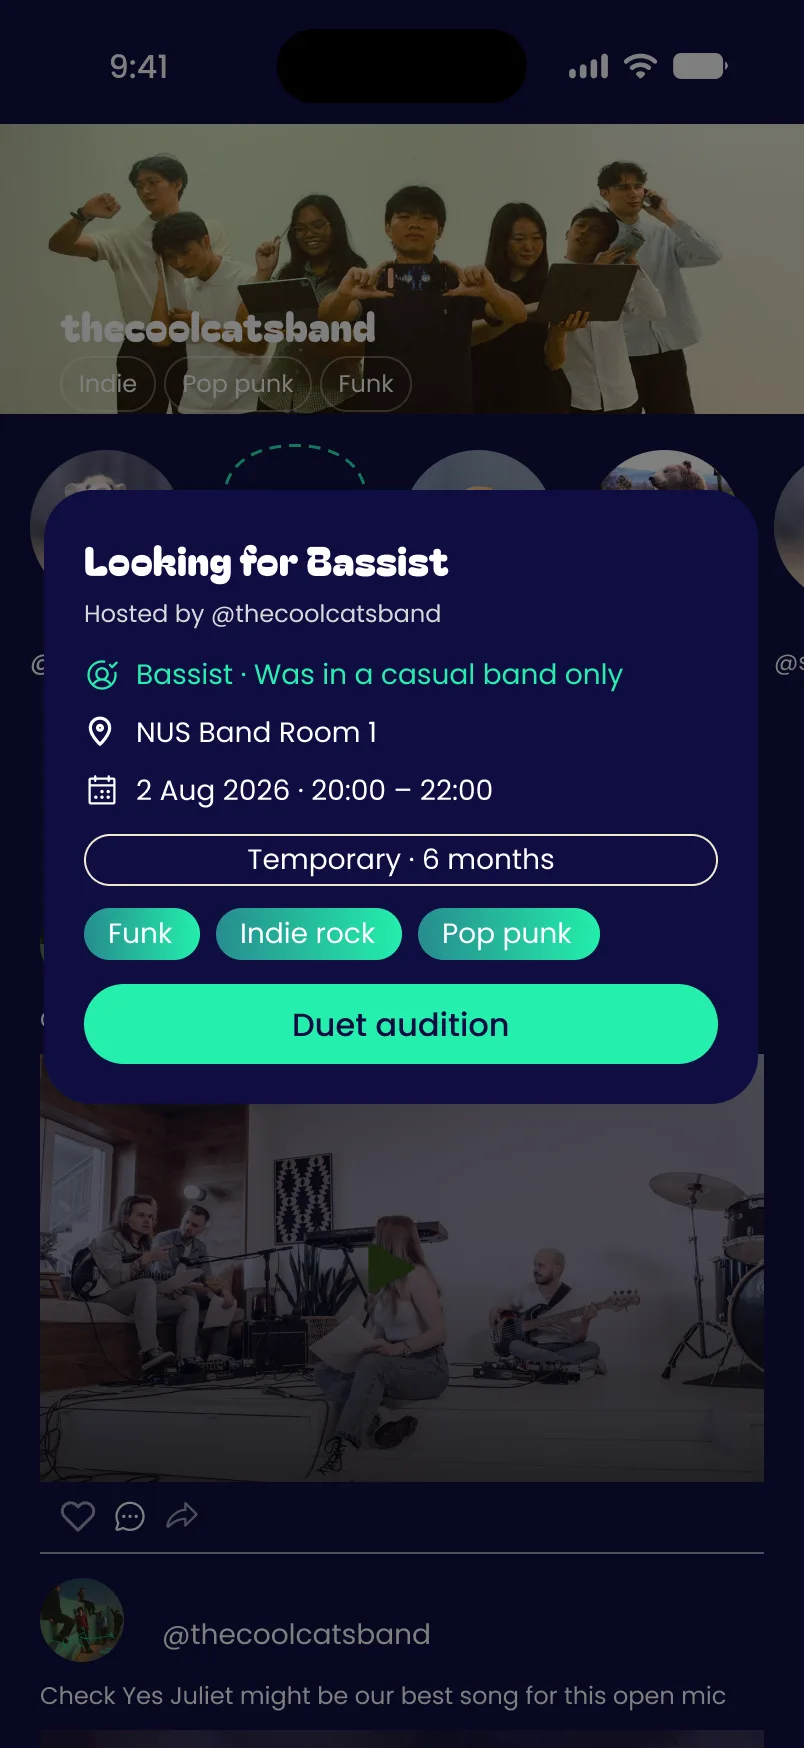 9:41
thecoolcatsband
Indie Pop punk Funk
Looking for Bassist
Hosted by @thecoolcatsband
Bassist · Was in a casual band only
NUS Band Room 1
2 Aug 2026 · 20:00 – 22:00
Temporary · 6 months
Funk Indie rock Pop punk
Duet audition
@thecoolcatsband
Check Yes Juliet might be our best song for this open mic